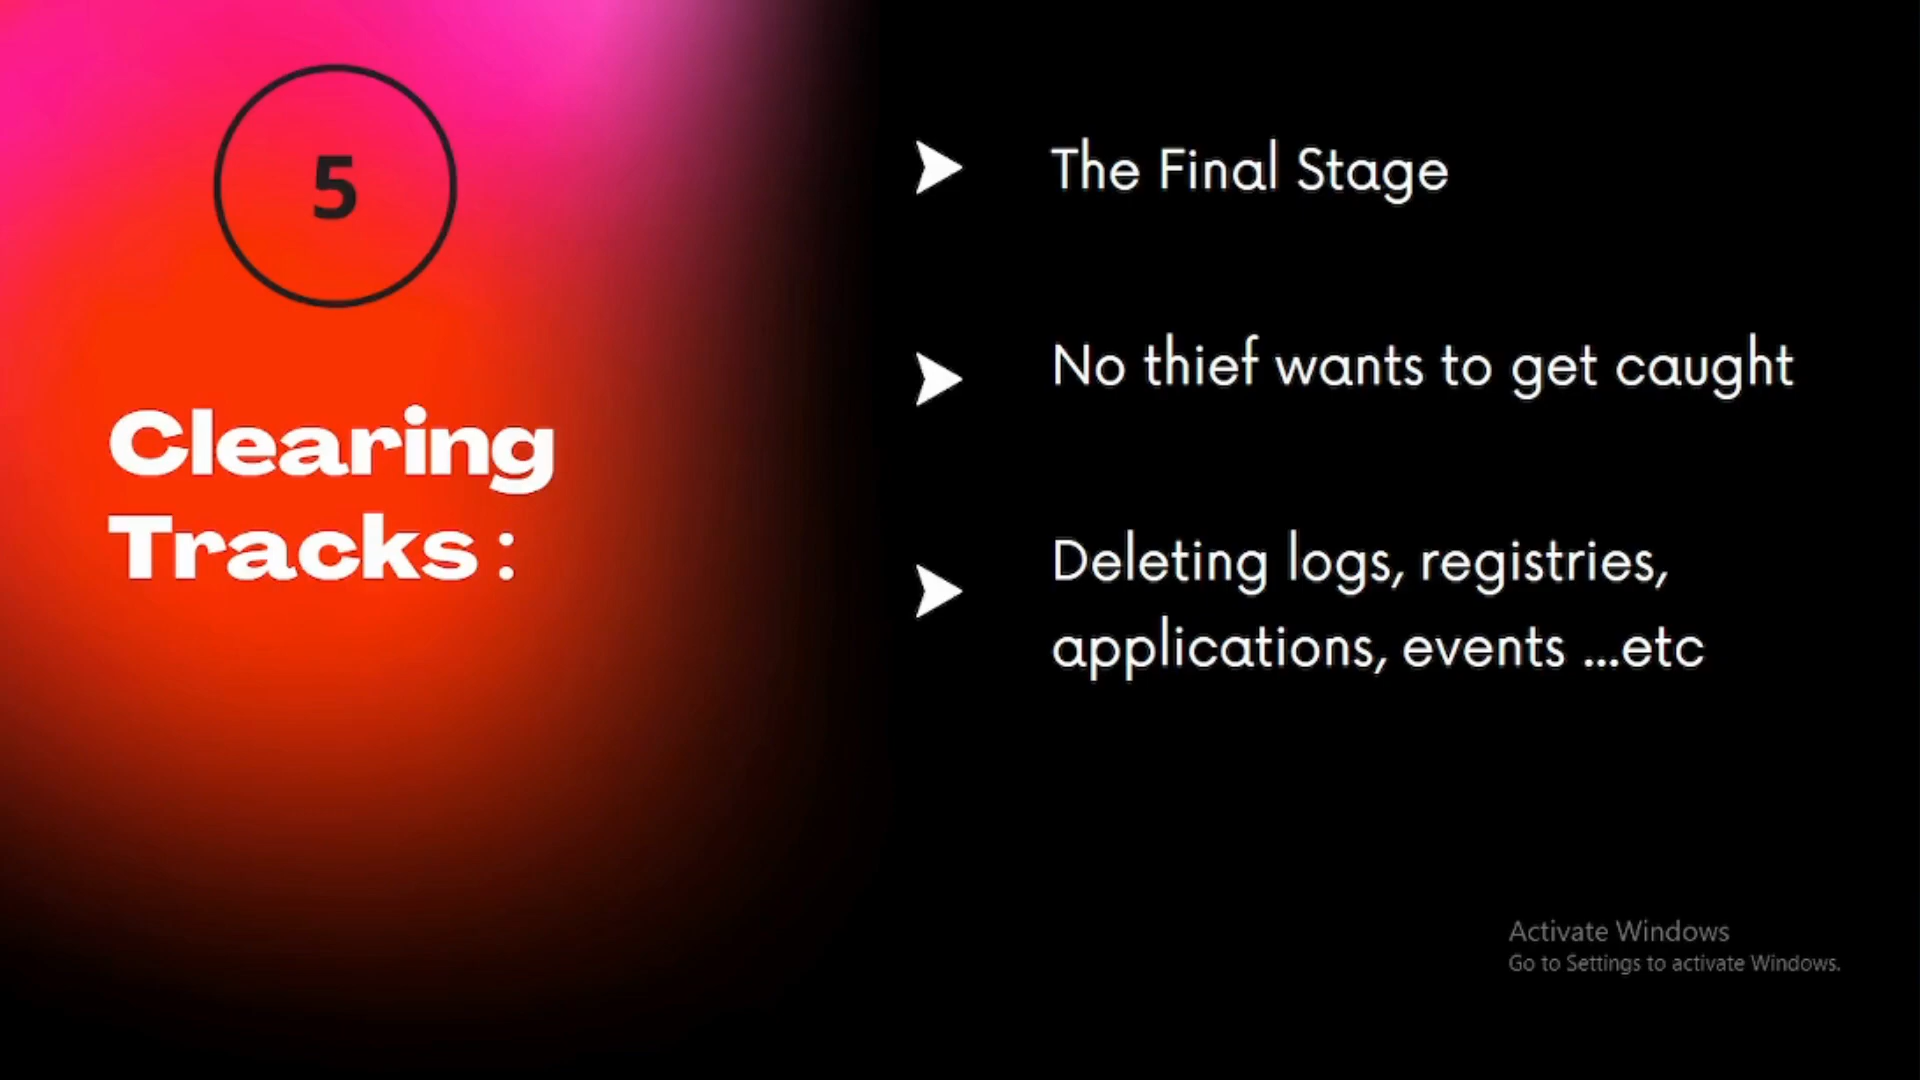 5
Clearing
Tracks:
The Final Stage
No thief wants to get caught
Deleting logs, registries,
applications, events ...etc
Activate Windows
Go to Settings to activate Windows.